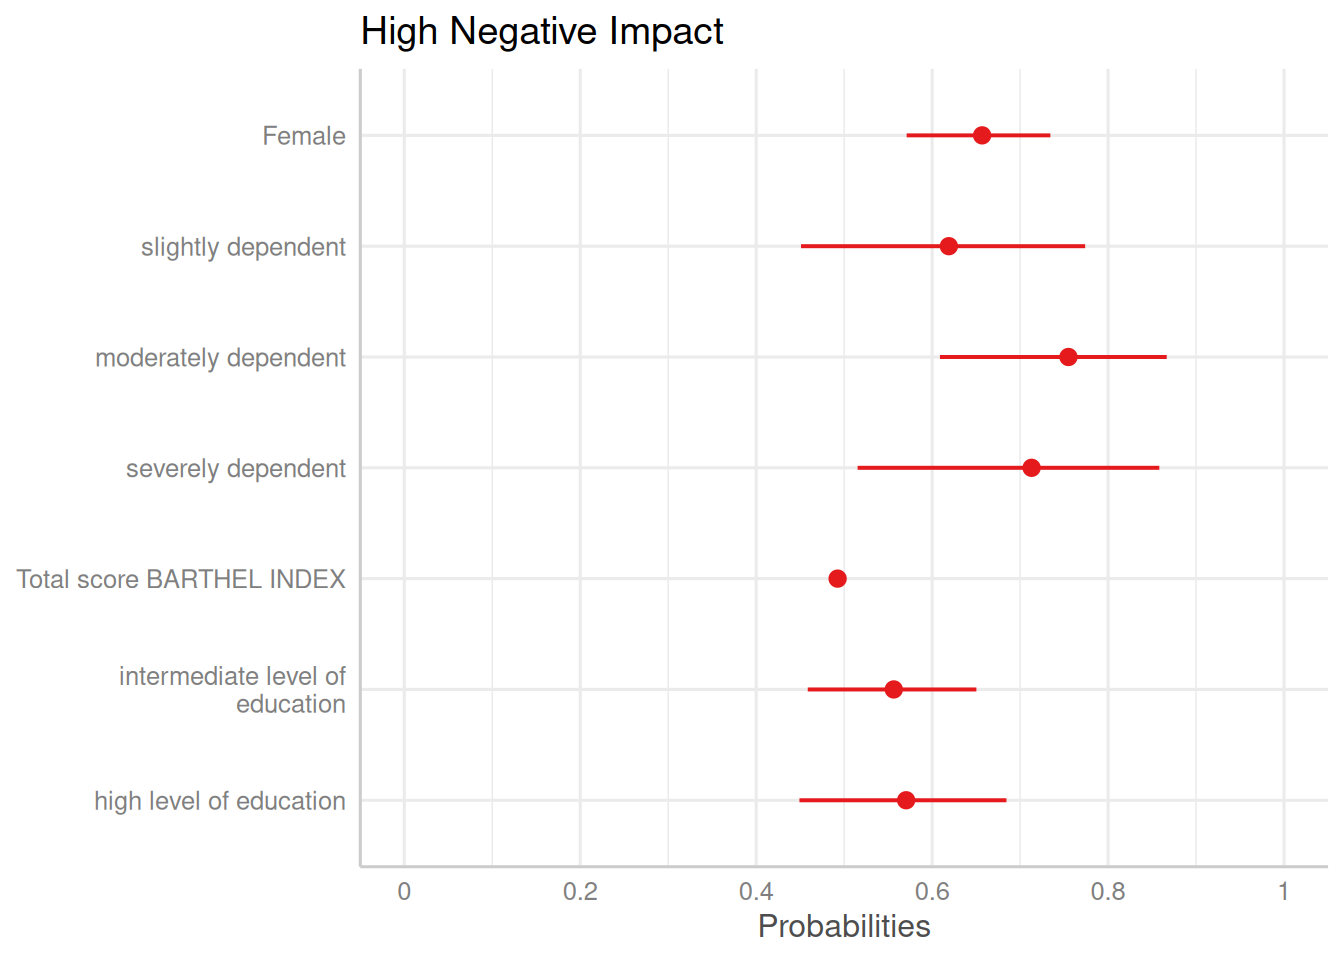 High Negative Impact
Female
slightly dependent
moderately dependent
severely dependent
Total score BARTHEL INDEX
intermediate level of
education
high level of education
0 0.2 0.4 0.6 0.8 1
Probabilities